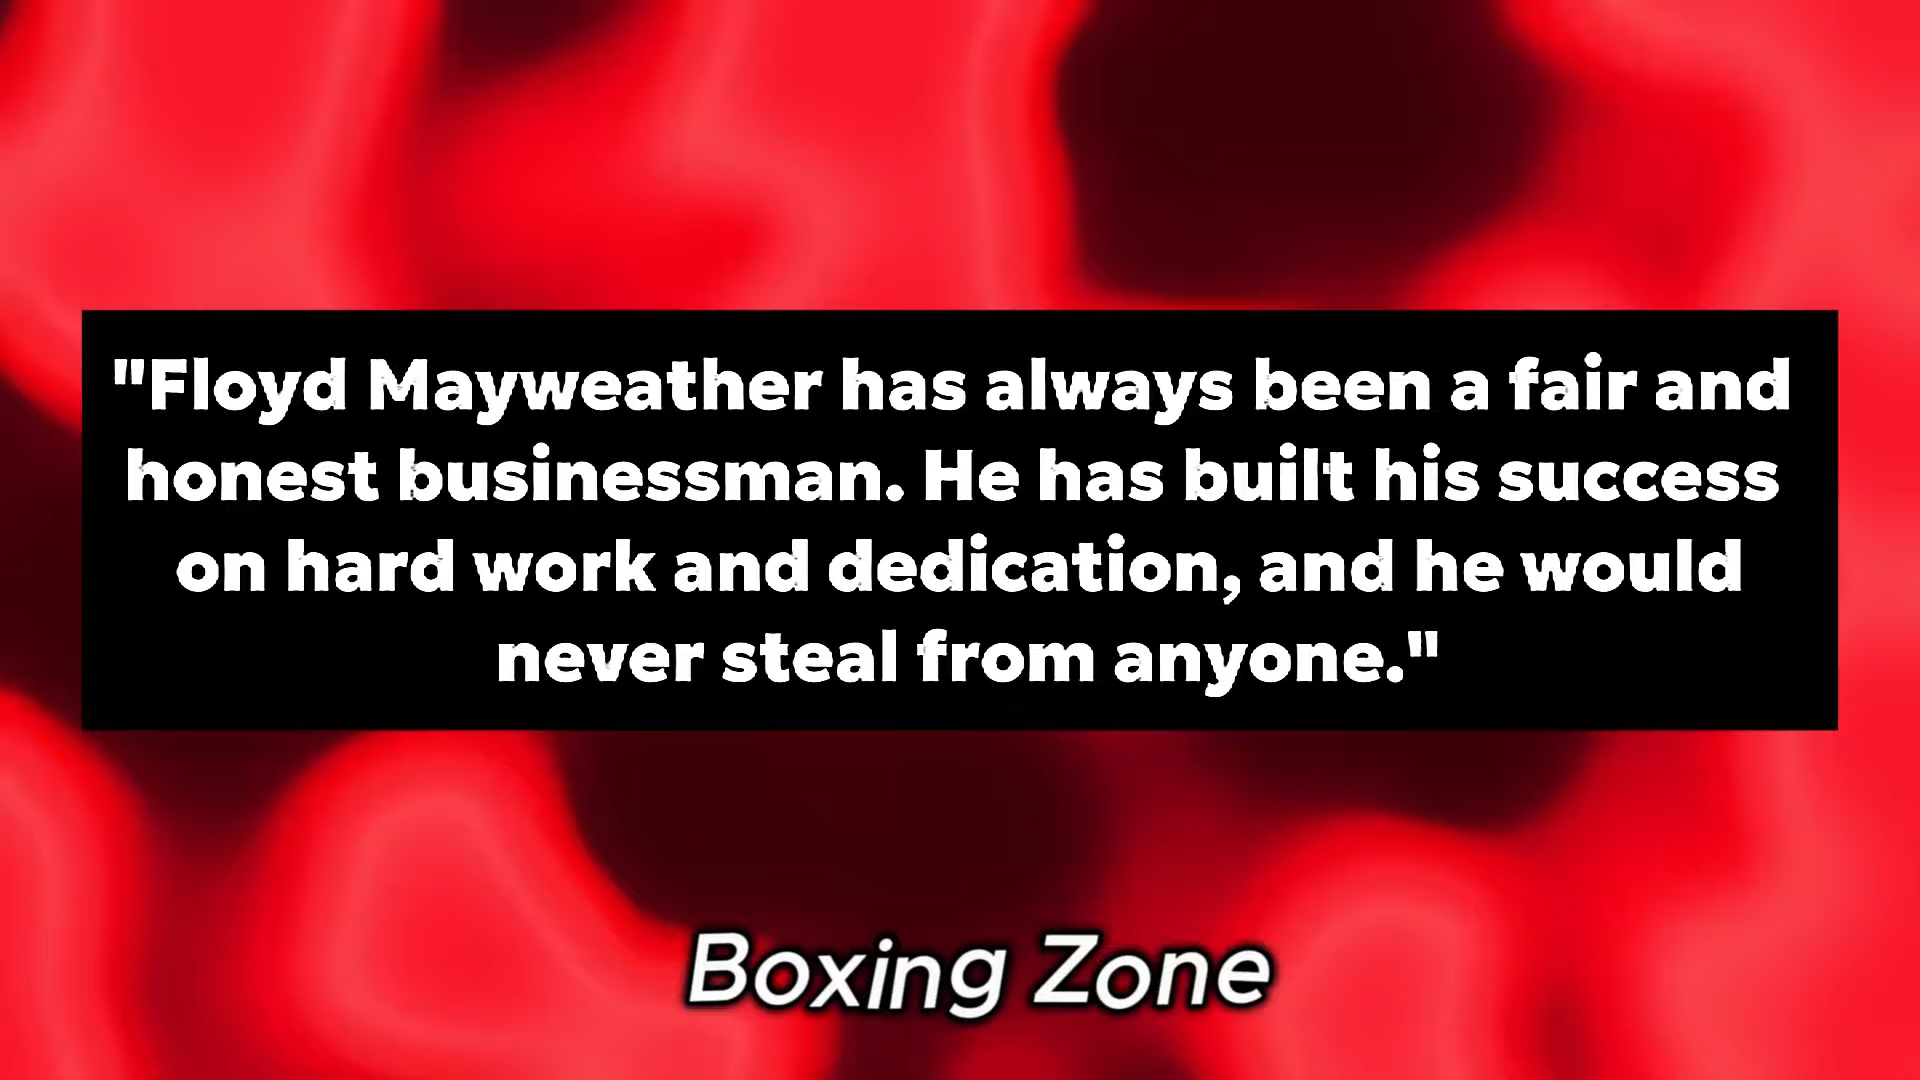 "Floyd Mayweather has always been a fair and
honest businessman. He has built his success
on hard work and dedication, and he would
never steal from anyone."
Boxing Zone